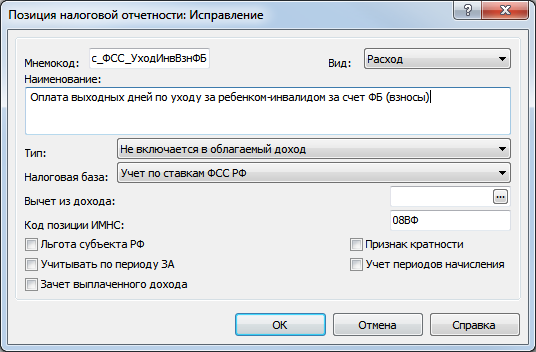 Позиция налоговой отчетности: Исправление
?
Мнемокод: с_ФСС_УходИнвВзнФБ Вид: Расход
Наименование:
Оплата выходных дней по уходу за ребенком-инвалидом за счет ФБ (взносы)
Тип: Не включается в облагаемый доход
Налоговая база: Учет по ставкам ФСС РФ
Вычет из дохода: ...
Код позиции ИМНС: 08ВФ
Льгота субъекта РФ Признак кратности
Учитывать по периоду ЗА Учет периодов начисления
Зачет выплаченного дохода
ОК Отмена Справка